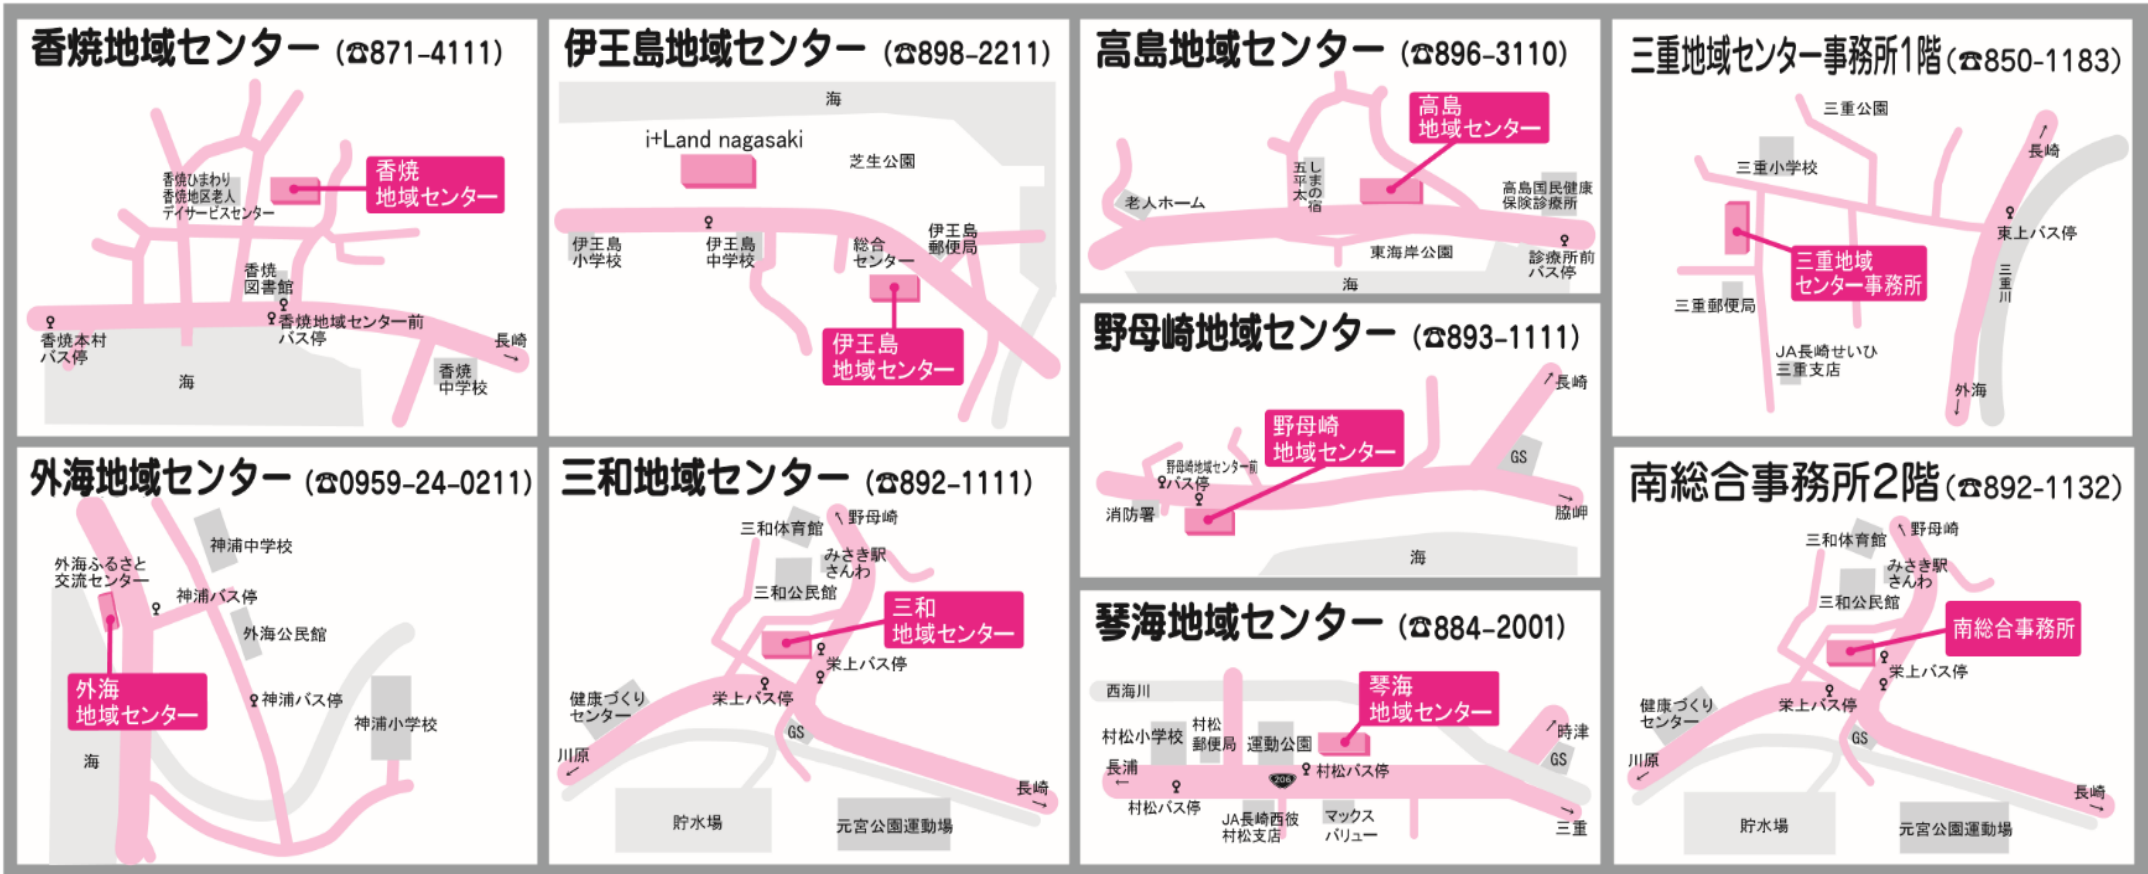 香焼地域センター (☎871-4111)
香焼ひまわり
香焼地区老人
デイサービスセンター
香焼
地域センター
香焼
図書館
香焼地域センター前
バス停
香焼本村
バス停
長崎
→
香焼
中学校
海
伊王島地域センター (☎898-2211)
海
i+Land nagasaki
芝生公園
伊王島
小学校
伊王島
中学校
総合
センター
伊王島
郵便局
伊王島
地域センター
高島地域センター (☎896-3110)
高島
地域センター
しまの宿
五平太
老人ホーム
高島国民健康
保険診療所
東海岸公園
診療所前
バス停
海
三重地域センター事務所1階(☎850-1183)
三重公園
長崎
三重小学校
東上バス停
三重地域
センター事務所
三重川
三重郵便局
JA長崎せいひ
三重支店
外海
野母崎地域センター (☎893-1111)
長崎
野母崎
地域センター
野母崎地域センター前
バス停
消防署
GS
脇岬
海
外海地域センター (☎0959-24-0211)
神浦中学校
外海ふるさと
交流センター
神浦バス停
外海公民館
外海
地域センター
神浦バス停
神浦小学校
海
三和地域センター (☎892-1111)
野母崎
三和体育館
みさき駅
さんわ
三和公民館
三和
地域センター
栄上バス停
栄上バス停
健康づくり
センター
GS
川原
長崎
貯水場
元宮公園運動場
琴海地域センター (☎884-2001)
西海川
琴海
地域センター
村松小学校
村松
郵便局
運動公園
時津
GS
長浦
206
村松バス停
村松バス停
JA長崎西彼
村松支店
マックス
バリュー
三重
南総合事務所2階(☎892-1132)
野母崎
三和体育館
みさき駅
さんわ
三和公民館
南総合事務所
栄上バス停
栄上バス停
健康づくり
センター
GS
川原
長崎
貯水場
元宮公園運動場